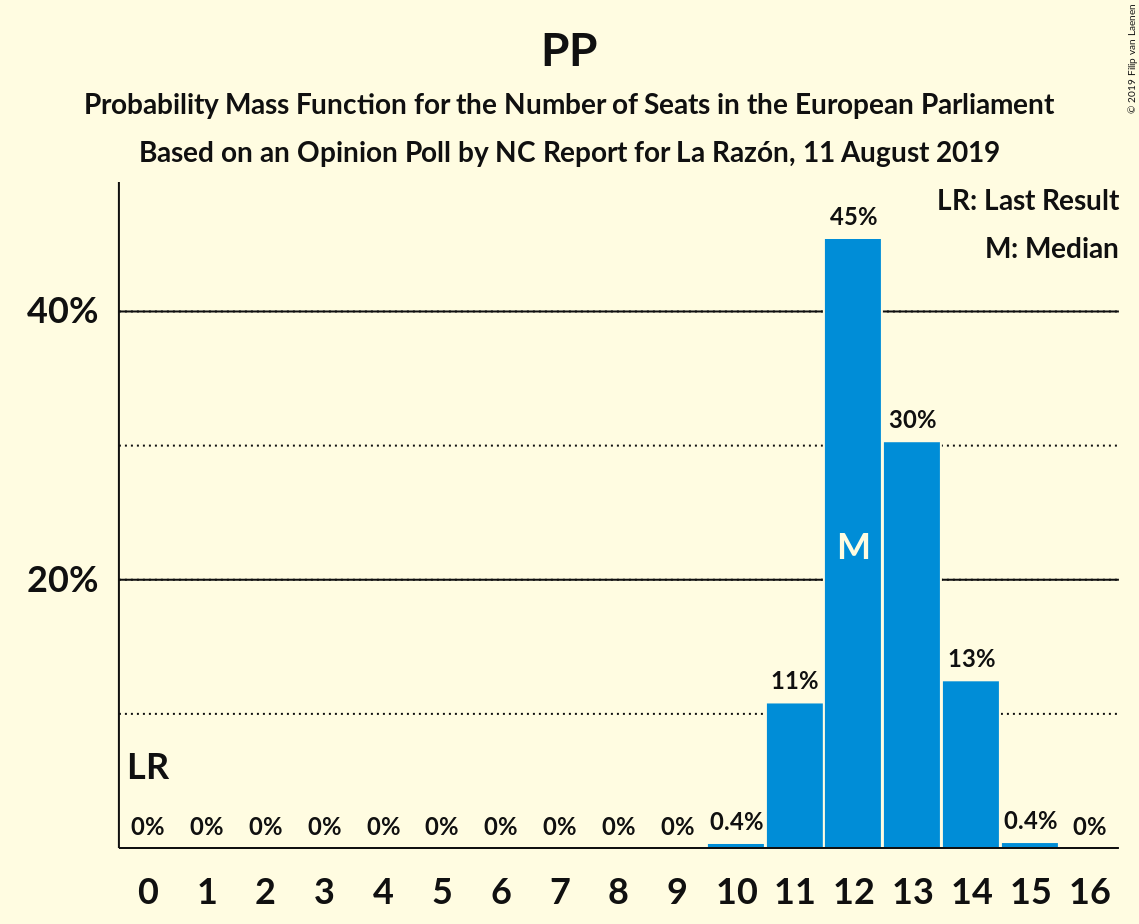 PP
Probability Mass Function for the Number of Seats in the European Parliament
Based on an Opinion Poll by NC Report for La Razón, 11 August 2019
© 2019 Filip van Laenen
LR: Last Result
M: Median
45%
40%
30%
M
20%
13%
11%
LR
0% 0% 0% 0% 0% 0% 0% 0% 0% 0% 0.4% 0.4% 0%
0 1 2 3 4 5 6 7 8 9 10 11 12 13 14 15 16